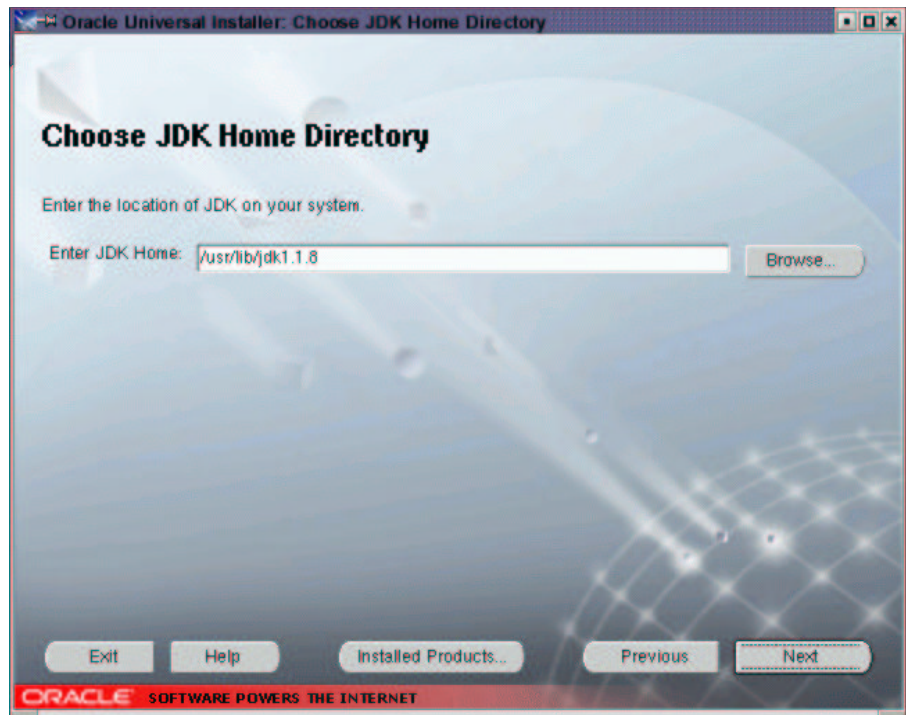 Oracle Universal Installer: Choose JDK Home Directory
Choose JDK Home Directory
Enter the location of JDK on your system.
Enter JDK Home: /usr/lib/jdk1.1.8 Browse...
Exit Help Installed Products... Previous Next
ORACLE SOFTWARE POWERS THE INTERNET